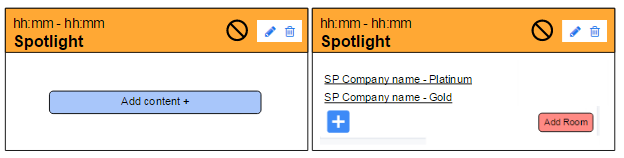 hh:mm - hh:mm
Spotlight
Add content +
hh:mm - hh:mm
Spotlight
SP Company name - Platinum
SP Company name - Gold
Add Room